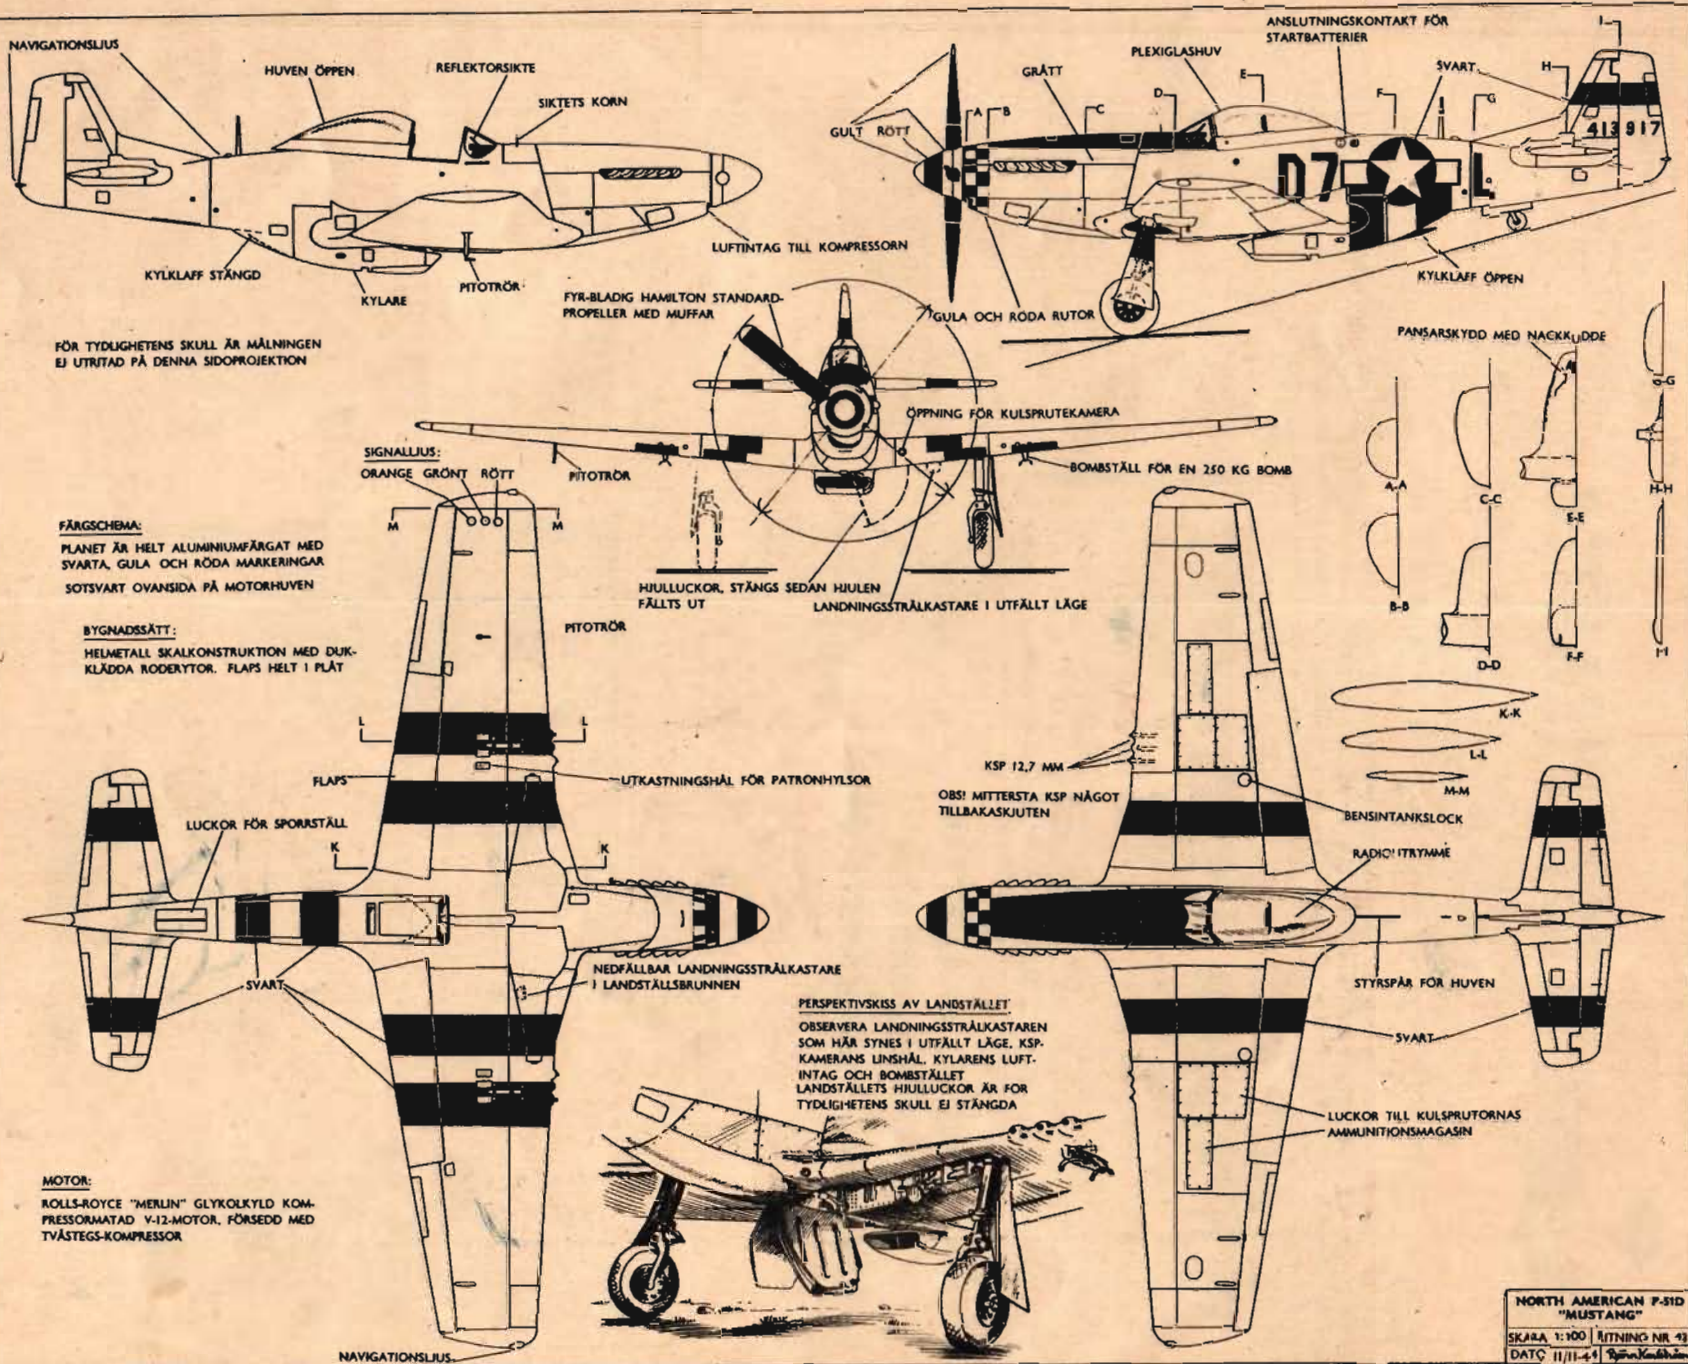 NAVIGATIONSLJUS
HUVEN ÖPPEN
REFLEKTORSIKTE
SIKTETS KORN
LUFTINTAG TILL KOMPRESSORN
KYLKLAFF STÄNGD
KYLARE
PITOTRÖR
FÖR TYDLIGHETENS SKULL ÄR MÅLNINGEN
EJ UTRITAD PÅ DENNA SIDOPROJEKTION
ANSLUTNINGSKONTAKT FÖR
STARTBATTERIER
PLEXIGLASHUV
GRÅTT
SVART
GULT RÖTT
A
B
C
D
E
F
G
H
I
413917
D7
L
GULA OCH RÖDA RUTOR
KYLKLAFF ÖPPEN
FYR-BLADIG HAMILTON STANDARD-
PROPELLER MED MUFFAR
ÖPPNING FÖR KULSPRUTEKAMERA
PITOTRÖR
BOMBSTÄLL FÖR EN 250 KG BOMB
HJULLUCKOR, STÄNGS SEDAN HJULEN
FÄLLTS UT
LANDNINGSSTRÅLKASTARE I UTFÄLLT LÄGE
PANSARSKYDD MED NACKKUDDE
A-A
B-B
C-C
D-D
E-E
F-F
G-G
H-H
I-I
K-K
L-L
M-M
SIGNALLJUS:
ORANGE GRÖNT RÖTT
M
M
FÄRGSCHEMA:
PLANET ÄR HELT ALUMINIUMFÄRGAT MED
SVARTA, GULA OCH RÖDA MARKERINGAR
SOTSVART OVANSIDA PÅ MOTORHUVEN
BYGNADSSÄTT:
HELMETALL SKALKONSTRUKTION MED DUK-
KLÄDDA RODERYTOR. FLAPS HELT I PLÅT
PITOTRÖR
L
L
FLAPS
UTKASTNINGSHÅL FÖR PATRONHYLSOR
LUCKOR FÖR SPORRSTÄLL
K
K
SVART
NEDFÄLLBAR LANDNINGSSTRÅLKASTARE
I LANDSTÄLLSBRUNNEN
KSP 12,7 MM
OBS! MITTERSTA KSP NÅGOT
TILLBAKASKJUTEN
BENSINTANKSLOCK
RADIOUTRYMME
STYRSPÅR FÖR HUVEN
SVART
LUCKOR TILL KULSPRUTORNAS
AMMUNITIONSMAGASIN
PERSPEKTIVSKISS AV LANDSTÄLLET
OBSERVERA LANDNINGSSTRÅLKASTAREN
SOM HÄR SYNES I UTFÄLLT LÄGE, KSP-
KAMERANS LINSHÅL, KYLARENS LUFT-
INTAG OCH BOMBSTÄLLET
LANDSTÄLLETS HJULLUCKOR ÄR FÖR
TYDLIGHETENS SKULL EJ STÄNGDA
MOTOR:
ROLLS-ROYCE "MERLIN" GLYKOLKYLD KOM-
PRESSORMATAD V-12-MOTOR, FÖRSEDD MED
TVÅSTEGS-KOMPRESSOR
NAVIGATIONSLJUS
NORTH AMERICAN P-51D
"MUSTANG"
SKALA 1:100 RITNING NR